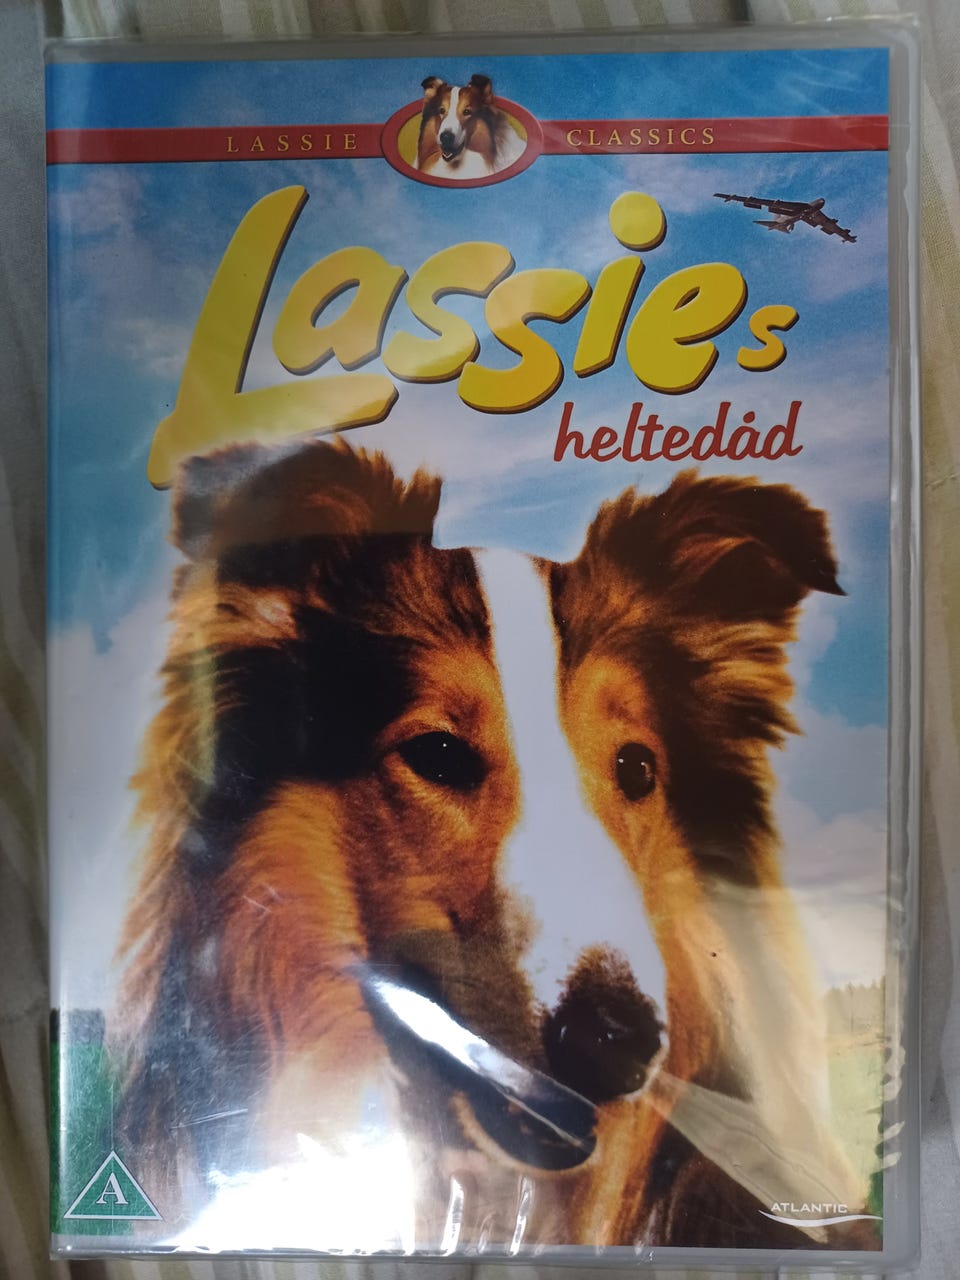 LASSIE CLASSICS
Lassies
heltedåd
A
ATLANTIC